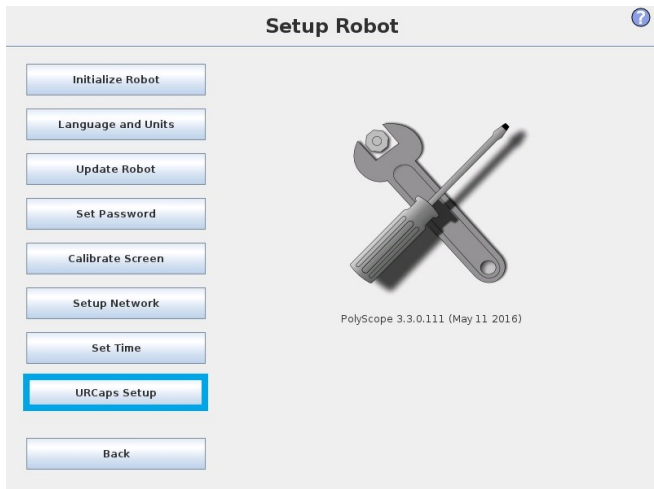 Setup Robot
?
Initialize Robot
Language and Units
Update Robot
Set Password
Calibrate Screen
Setup Network
Set Time
URCaps Setup
Back
PolyScope 3.3.0.111 (May 11 2016)